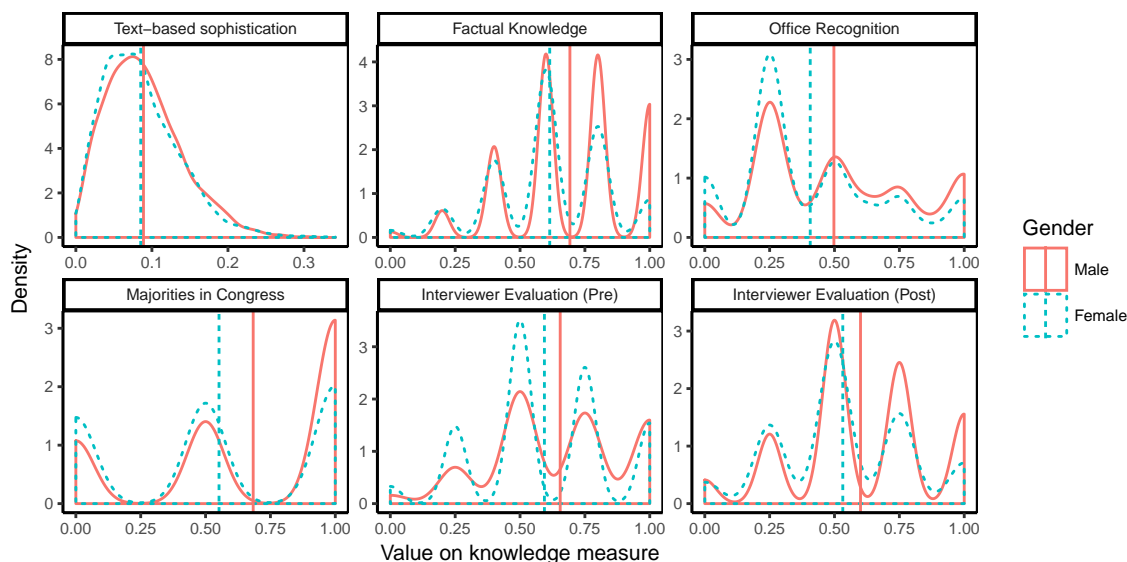 Text−based sophistication
Factual Knowledge
Office Recognition
8
6
4
2
0
0.0 0.1 0.2 0.3
4
3
2
1
0
0.00 0.25 0.50 0.75 1.00
3
2
1
0
0.00 0.25 0.50 0.75 1.00
Majorities in Congress
Interviewer Evaluation (Pre)
Interviewer Evaluation (Post)
3
2
1
0
0.00 0.25 0.50 0.75 1.00
3
2
1
0
0.00 0.25 0.50 0.75 1.00
3
2
1
0
0.00 0.25 0.50 0.75 1.00
Density
Value on knowledge measure
Gender
Male
Female